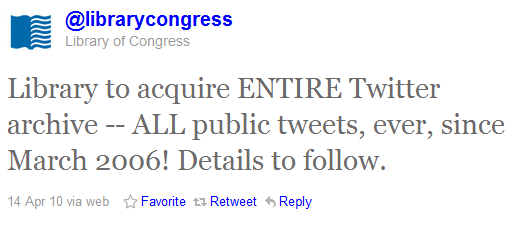 @librarycongress
Library of Congress
Library to acquire ENTIRE Twitter
archive -- ALL public tweets, ever, since
March 2006! Details to follow.
14 Apr 10 via web Favorite Retweet Reply